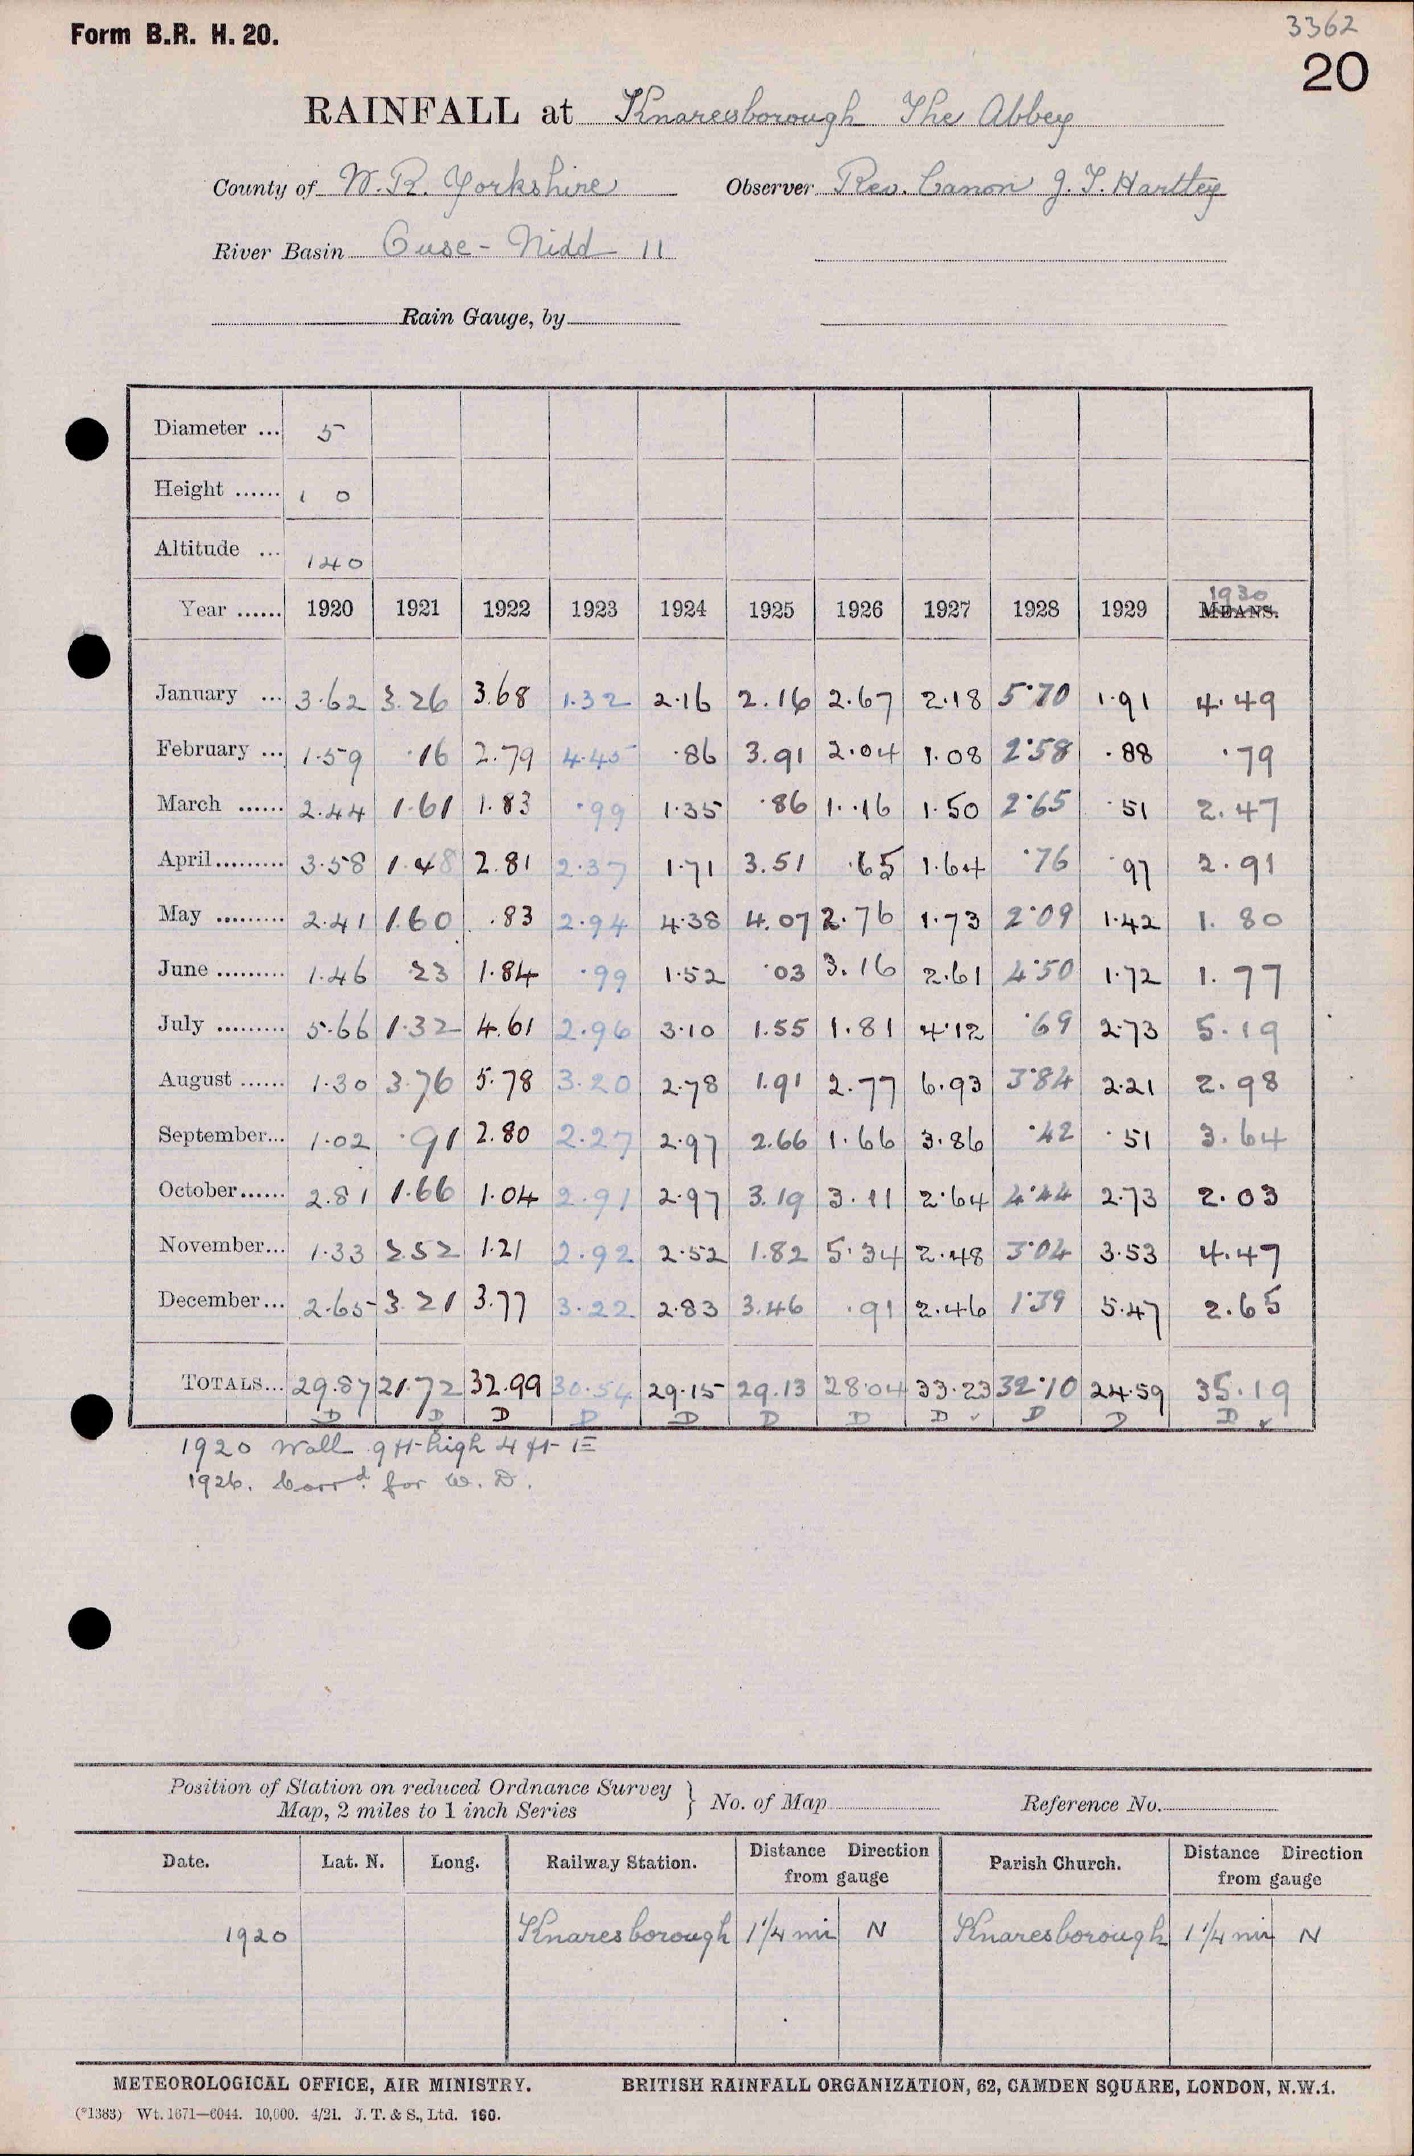 Form B.R. H. 20.
3362
20
RAINFALL at Knaresborough The Abbey
County of W. R. Yorkshire Observer Rev. Canon J. T. Hartley
River Basin Ouse - Nidd 11
Rain Gauge, by
Diameter ... 5
Height ...... 1 0
Altitude ... 140
Year ...... 1920 1921 1922 1923 1924 1925 1926 1927 1928 1929 MEANS. 1930
January ... 3.62 3.26 3.68 1.32 2.16 2.16 2.67 2.18 5.70 1.91 4.49
February ... 1.59 .16 2.79 4.45 .86 3.91 2.04 1.08 2.58 .88 .79
March ...... 2.44 1.61 1.83 .99 1.35 .86 1.16 1.50 2.65 .51 2.47
April......... 3.58 1.48 2.81 2.37 1.71 3.51 .65 1.64 .76 .97 2.91
May ......... 2.41 1.60 .83 2.94 4.38 4.07 2.76 1.73 2.09 1.42 1.80
June ......... 1.46 .23 1.84 .99 1.52 .03 3.16 2.61 4.50 1.72 1.77
July ......... 5.66 1.32 4.61 2.96 3.10 1.55 1.81 4.12 .69 2.73 5.19
August ...... 1.30 3.76 5.78 3.20 2.78 1.91 2.77 6.93 3.84 2.21 2.98
September... 1.02 .91 2.80 2.27 2.97 2.66 1.66 3.86 .42 .51 3.64
October...... 2.81 1.66 1.04 2.91 2.97 3.19 3.11 2.64 4.44 2.73 2.03
November... 1.33 2.52 1.21 2.92 2.52 1.82 5.34 2.48 3.04 3.53 4.47
December... 2.65 3.21 3.77 3.22 2.83 3.46 .91 2.46 1.39 5.47 2.65
TOTALS... 29.87 21.72 32.99 30.54 29.15 29.13 28.04 33.23 32.10 24.59 35.19
D D D D D D D D ✓ D D D ✓
1920 Wall 9 ft high 4 ft E
1926. Corrd. for W. D.
Position of Station on reduced Ordnance Survey
Map, 2 miles to 1 inch Series } No. of Map Reference No.
Date. Lat. N. Long. Railway Station. Distance Direction from gauge Parish Church. Distance Direction from gauge
1920 Knaresborough 1 1/4 mi N Knaresborough 1 1/4 mi N
METEOROLOGICAL OFFICE, AIR MINISTRY. BRITISH RAINFALL ORGANIZATION, 62, CAMDEN SQUARE, LONDON, N.W.1.
(*1383) Wt. 1671—6044. 10,000. 4/21. J. T. & S., Ltd. 160.